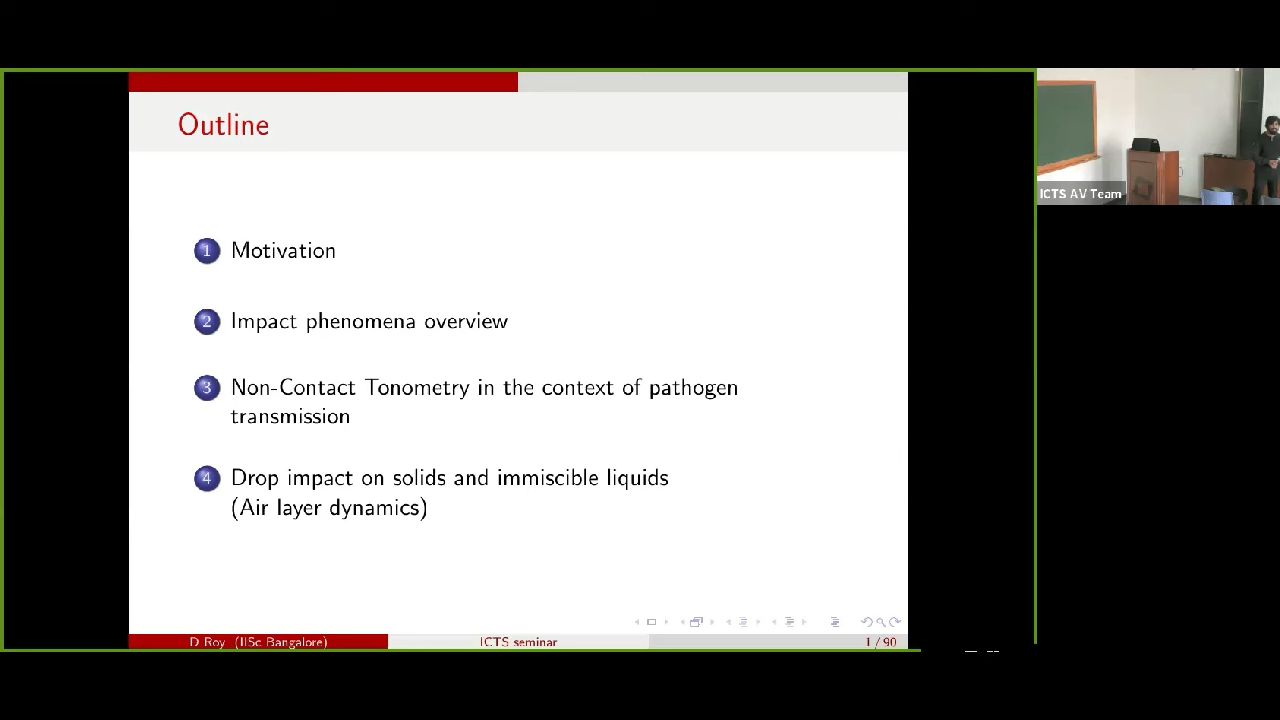 Outline
1 Motivation
2 Impact phenomena overview
3 Non-Contact Tonometry in the context of pathogen
transmission
4 Drop impact on solids and immiscible liquids
(Air layer dynamics)
D Roy (IISc Bangalore)
ICTS seminar
1 / 90
ICTS AV Team